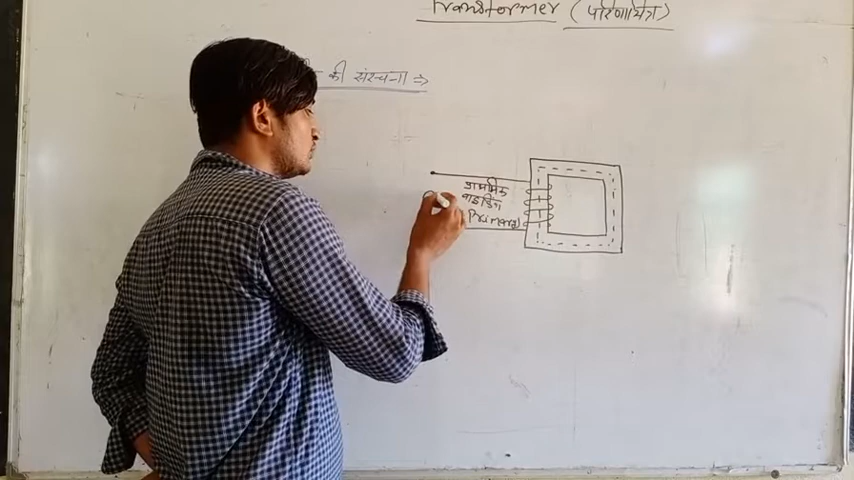 Transformer (परिणामित्र)
की संरचना ⇒
प्राथमिक
वाइंडिंग
(Primary)